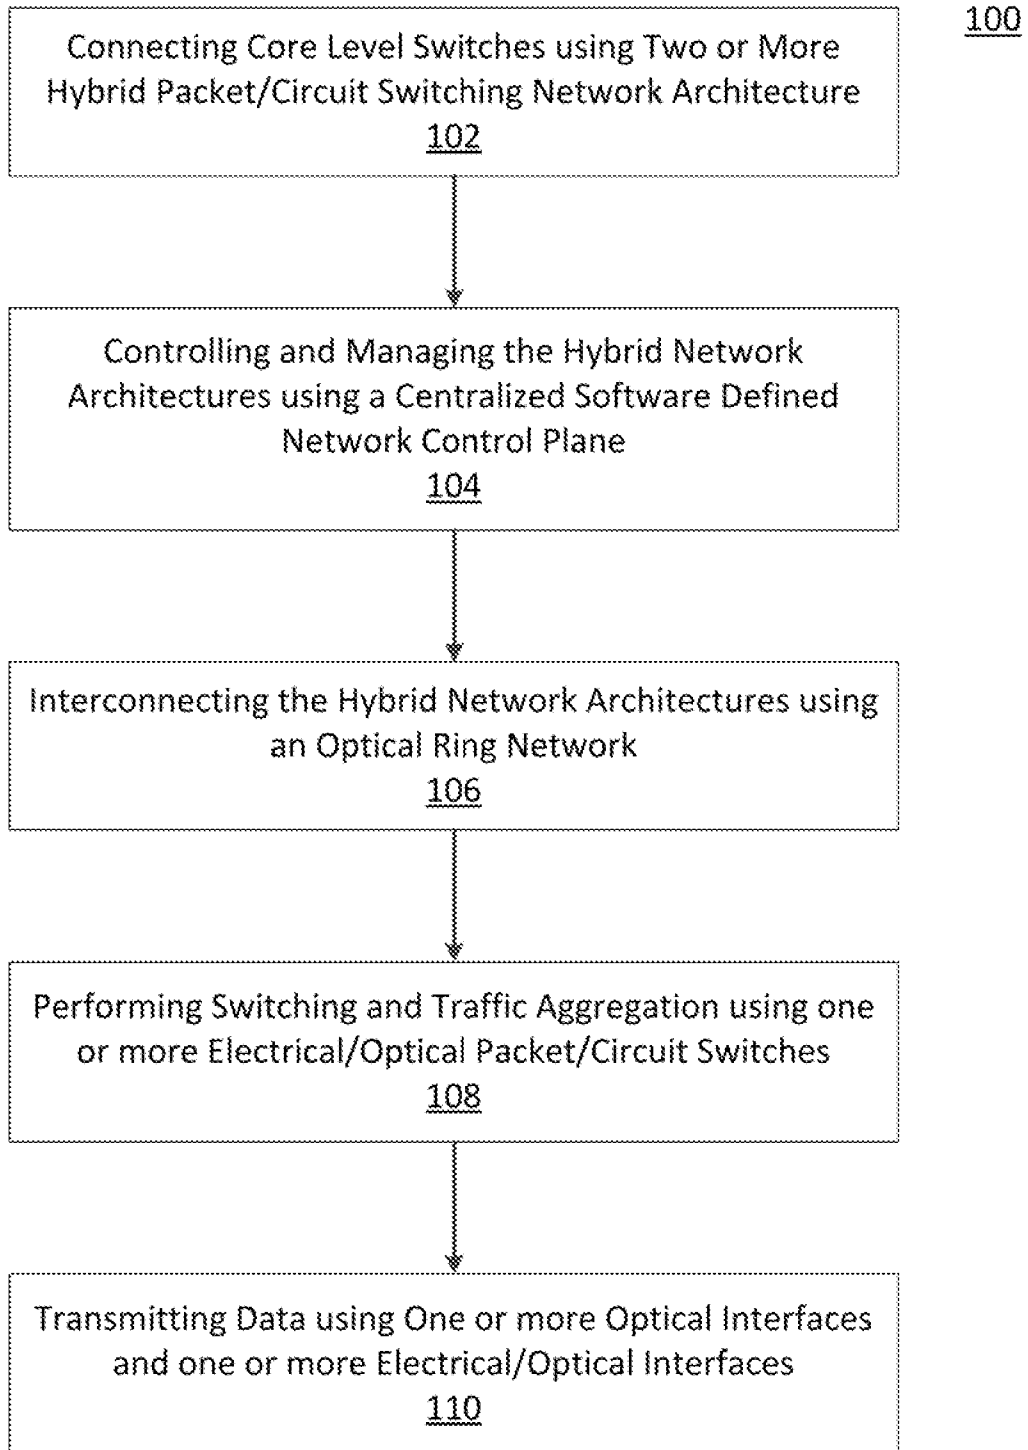 100
Connecting Core Level Switches using Two or More
Hybrid Packet/Circuit Switching Network Architecture
102
Controlling and Managing the Hybrid Network
Architectures using a Centralized Software Defined
Network Control Plane
104
Interconnecting the Hybrid Network Architectures using
an Optical Ring Network
106
Performing Switching and Traffic Aggregation using one
or more Electrical/Optical Packet/Circuit Switches
108
Transmitting Data using One or more Optical Interfaces
and one or more Electrical/Optical Interfaces
110